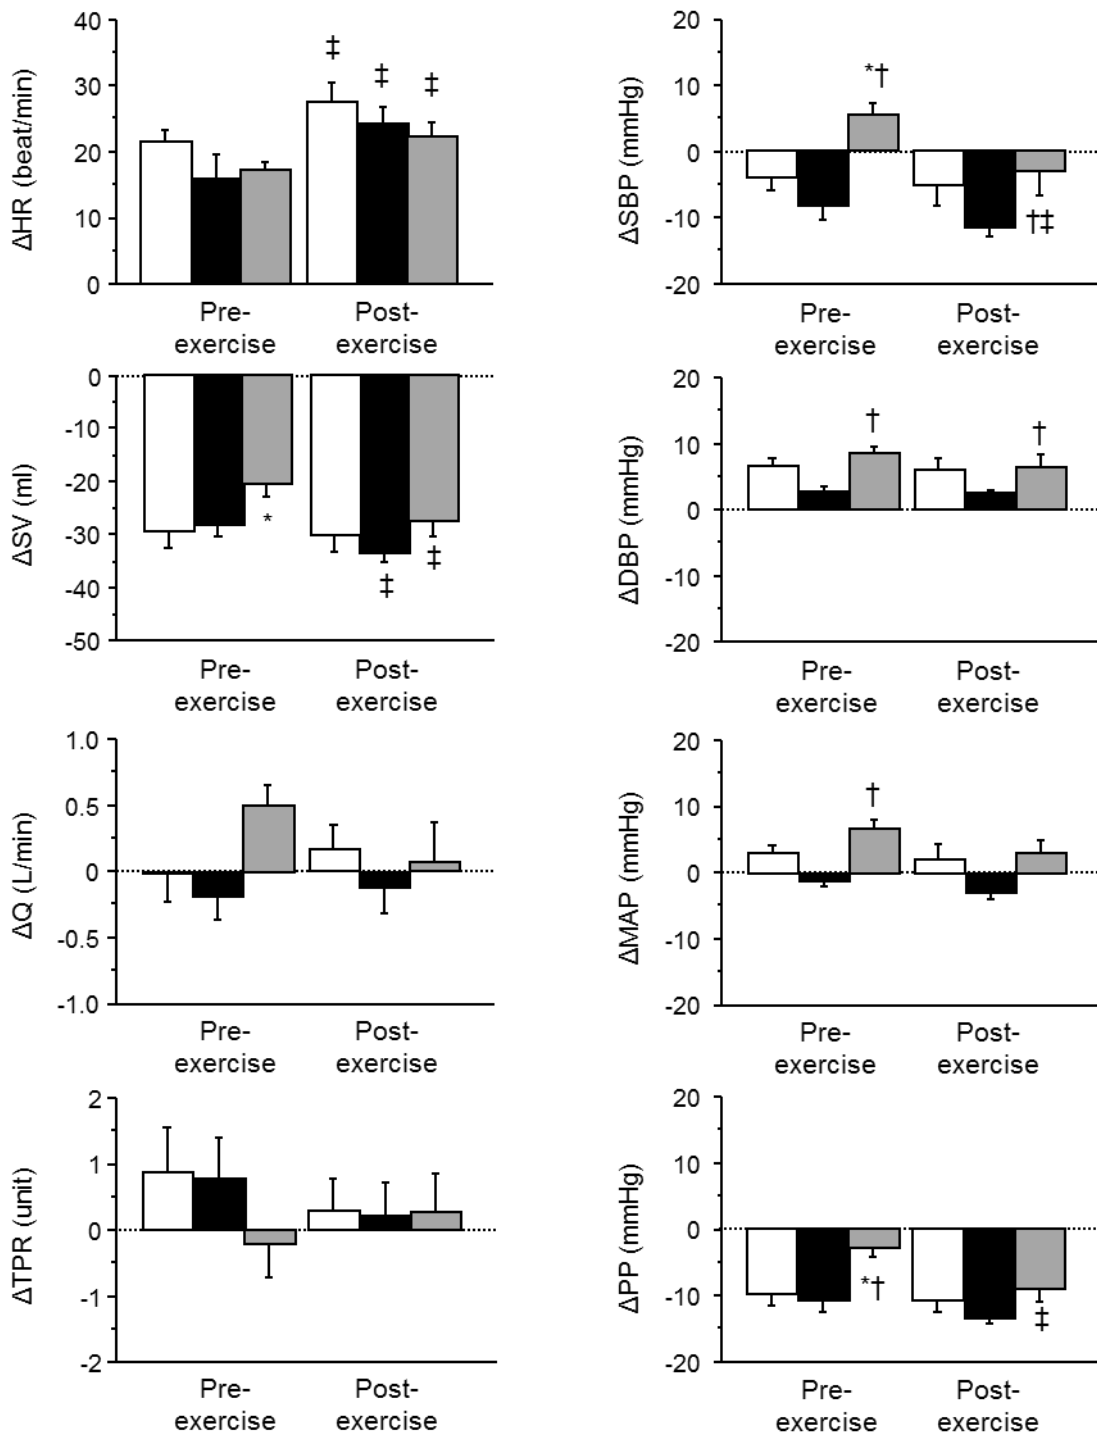 ΔHR (beat/min)
40
30
20
10
0
‡
‡
‡
Pre-
exercise
Post-
exercise
ΔSBP (mmHg)
20
10
0
-10
-20
*†
†‡
Pre-
exercise
Post-
exercise
ΔSV (ml)
0
-10
-20
-30
-40
-50
*
‡
‡
Pre-
exercise
Post-
exercise
ΔDBP (mmHg)
20
10
0
-10
-20
†
†
Pre-
exercise
Post-
exercise
ΔQ (L/min)
1.0
0.5
0
-0.5
-1.0
Pre-
exercise
Post-
exercise
ΔMAP (mmHg)
20
10
0
-10
-20
†
Pre-
exercise
Post-
exercise
ΔTPR (unit)
2
1
0
-1
-2
Pre-
exercise
Post-
exercise
ΔPP (mmHg)
20
10
0
-10
-20
*†
‡
Pre-
exercise
Post-
exercise